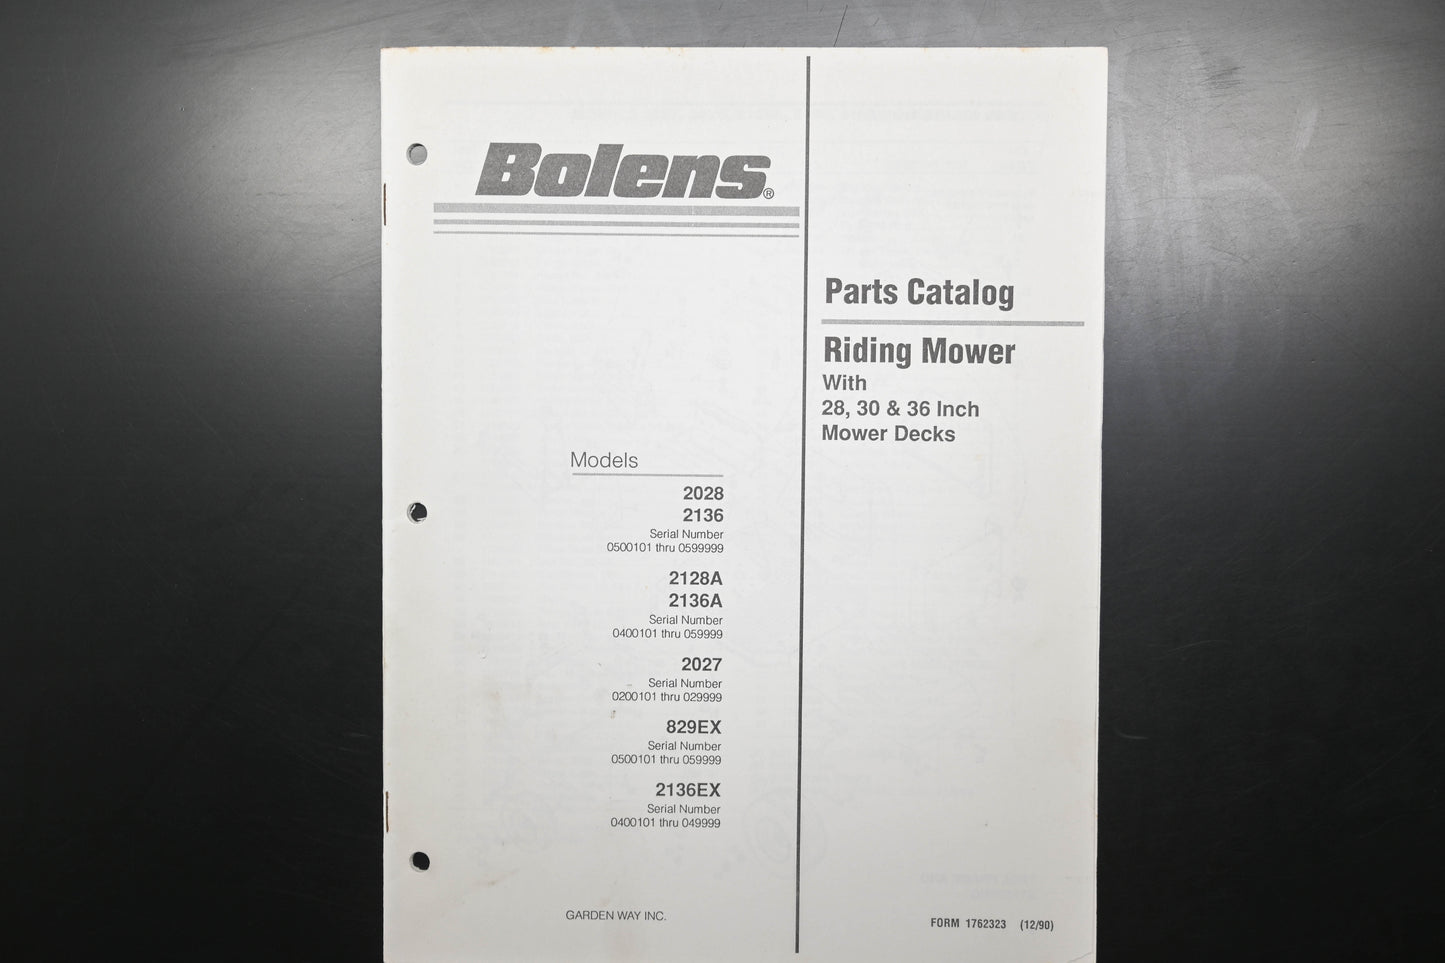 Bolens®
Models
2028
2136
Serial Number
0500101 thru 0599999
2128A
2136A
Serial Number
0400101 thru 059999
2027
Serial Number
0200101 thru 029999
829EX
Serial Number
0500101 thru 059999
2136EX
Serial Number
0400101 thru 049999
GARDEN WAY INC.
Parts Catalog
Riding Mower
With
28, 30 & 36 Inch
Mower Decks
FORM 1762323 (12/90)